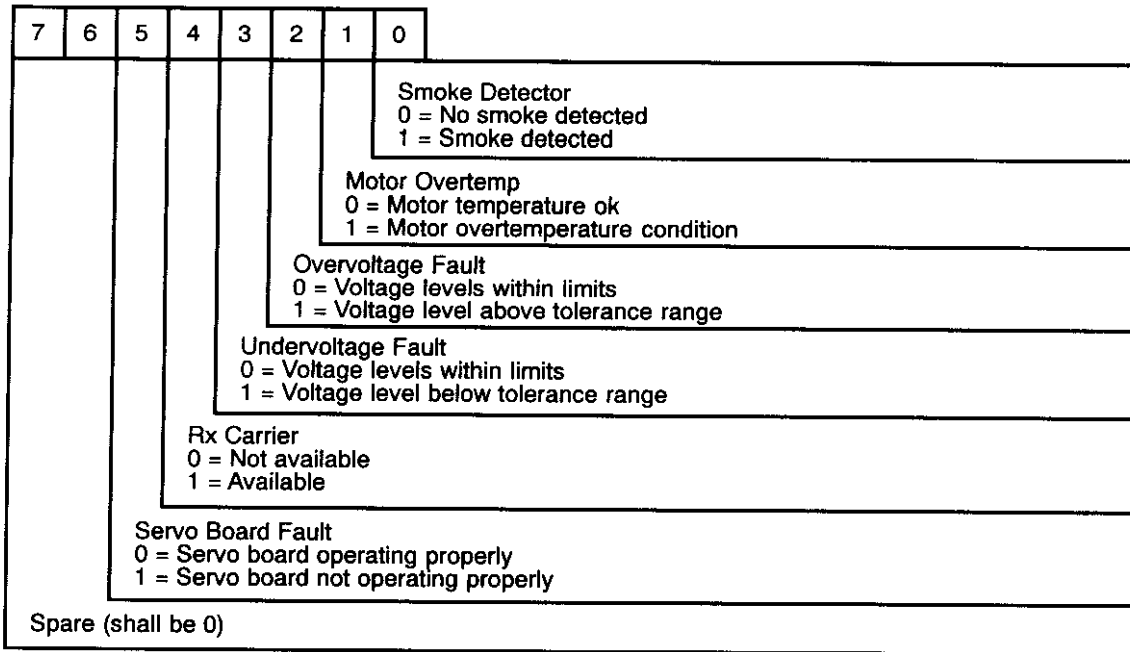 7 6 5 4 3 2 1 0
Smoke Detector
0 = No smoke detected
1 = Smoke detected
Motor Overtemp
0 = Motor temperature ok
1 = Motor overtemperature condition
Overvoltage Fault
0 = Voltage levels within limits
1 = Voltage level above tolerance range
Undervoltage Fault
0 = Voltage levels within limits
1 = Voltage level below tolerance range
Rx Carrier
0 = Not available
1 = Available
Servo Board Fault
0 = Servo board operating properly
1 = Servo board not operating properly
Spare (shall be 0)